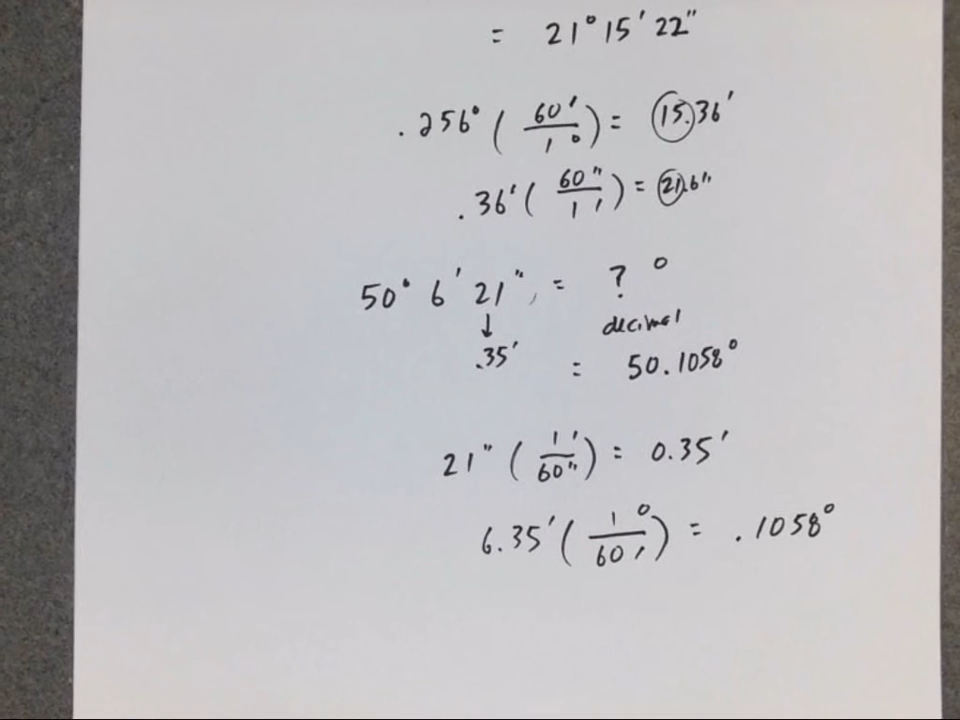 = 21° 15' 22"
.256° ( 60' / 1° ) = 15.36'
.36' ( 60" / 1' ) = 21.6"
50° 6' 21", = ? °
↓ decimal
.35' = 50.1058°
21" ( 1' / 60" ) = 0.35'
6.35' ( 1° / 60' ) = .1058°